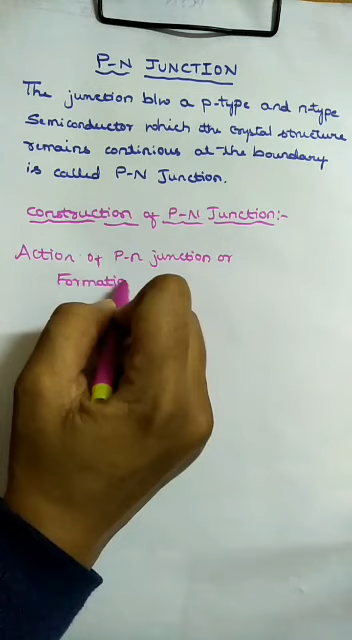 P-N JUNCTION
The junction b/w a p-type and n-type
Semiconductor which the crystal structure
remains continious at the boundary
is called P-N Junction.
Construction of P-N Junction:-
Action of P-n junction or
Formatio